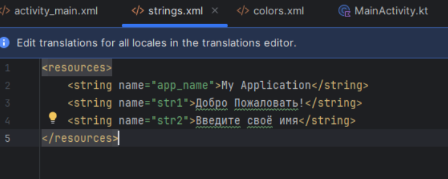 activity_main.xml strings.xml colors.xml MainActivity.kt
Edit translations for all locales in the translations editor.
1 <resources>
2 <string name="app_name">My Application</string>
3 <string name="str1">Добро Пожаловать!</string>
4 <string name="str2">Введите своё имя</string>
5 </resources>